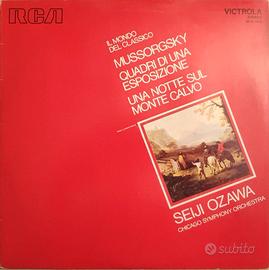 RCA
VICTROLA
IL MONDO
DEL CLASSICO
MUSSORGSKY
QUADRI DI UNA
ESPOSIZIONE
UNA NOTTE SUL
MONTE CALVO
SEIJI OZAWA
CHICAGO SYMPHONY ORCHESTRA
subito